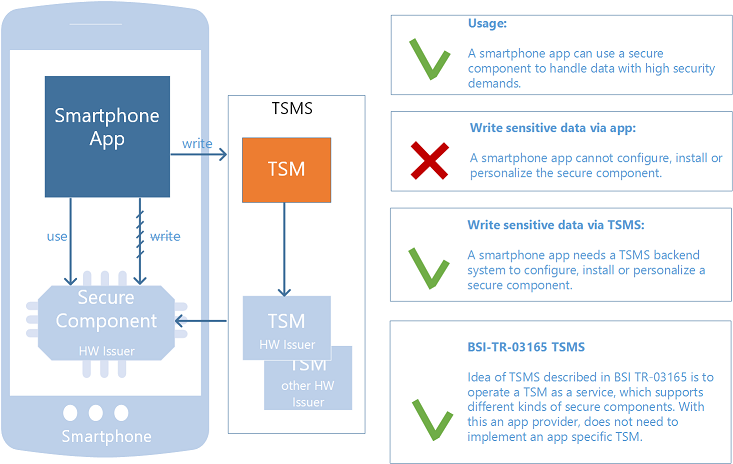 Smartphone
App
use
write
write
Secure
Component
HW Issuer
Smartphone
TSMS
TSM
TSM
HW Issuer
TSM
other HW
Issuer
Usage:
A smartphone app can use a secure
component to handle data with high security
demands.
Write sensitive data via app:
A smartphone app cannot configure, install or
personalize the secure component.
Write sensitive data via TSMS:
A smartphone app needs a TSMS backend
system to configure, install or personalize a
secure component.
BSI-TR-03165 TSMS
Idea of TSMS described in BSI TR-03165 is to
operate a TSM as a service, which supports
different kinds of secure components. With
this an app provider, does not need to
implement an app specific TSM.